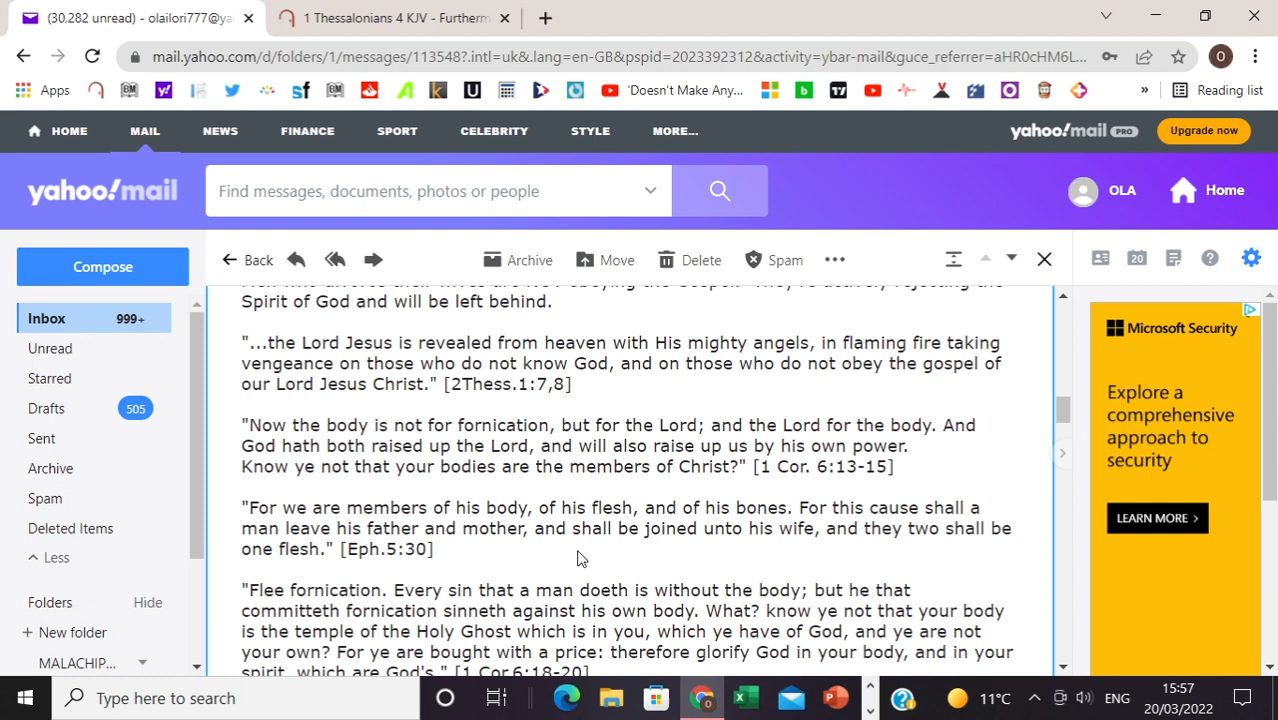 (30,282 unread) - olailori777@ya
1 Thessalonians 4 KJV - Furtherm
mail.yahoo.com/d/folders/1/messages/113548?.intl=uk&.lang=en-GB&pspid=2023392312&activity=ybar-mail&guce_referrer=aHR0cHM6L...
O
Apps
'Doesn't Make Any...
»
Reading list
HOME
MAIL
NEWS
FINANCE
SPORT
CELEBRITY
STYLE
MORE...
yahoo!mail PRO
Upgrade now
yahoo!mail
Find messages, documents, photos or people
OLA
Home
Compose
Back
Archive
Move
Delete
Spam
20
Inbox 999+
Unread
Starred
Drafts 505
Sent
Archive
Spam
Deleted Items
Less
Folders Hide
+ New folder
MALACHIP...
Spirit of God and will be left behind.
"...the Lord Jesus is revealed from heaven with His mighty angels, in flaming fire taking
vengeance on those who do not know God, and on those who do not obey the gospel of
our Lord Jesus Christ." [2Thess.1:7,8]
"Now the body is not for fornication, but for the Lord; and the Lord for the body. And
God hath both raised up the Lord, and will also raise up us by his own power.
Know ye not that your bodies are the members of Christ?" [1 Cor. 6:13-15]
"For we are members of his body, of his flesh, and of his bones. For this cause shall a
man leave his father and mother, and shall be joined unto his wife, and they two shall be
one flesh." [Eph.5:30]
"Flee fornication. Every sin that a man doeth is without the body; but he that
committeth fornication sinneth against his own body. What? know ye not that your body
is the temple of the Holy Ghost which is in you, which ye have of God, and ye are not
your own? For ye are bought with a price: therefore glorify God in your body, and in your
spirit, which are God's." [1 Cor.6:18-20]
Microsoft Security
Explore a
comprehensive
approach to
security
LEARN MORE >
Type here to search
11°C
ENG
15:57
20/03/2022